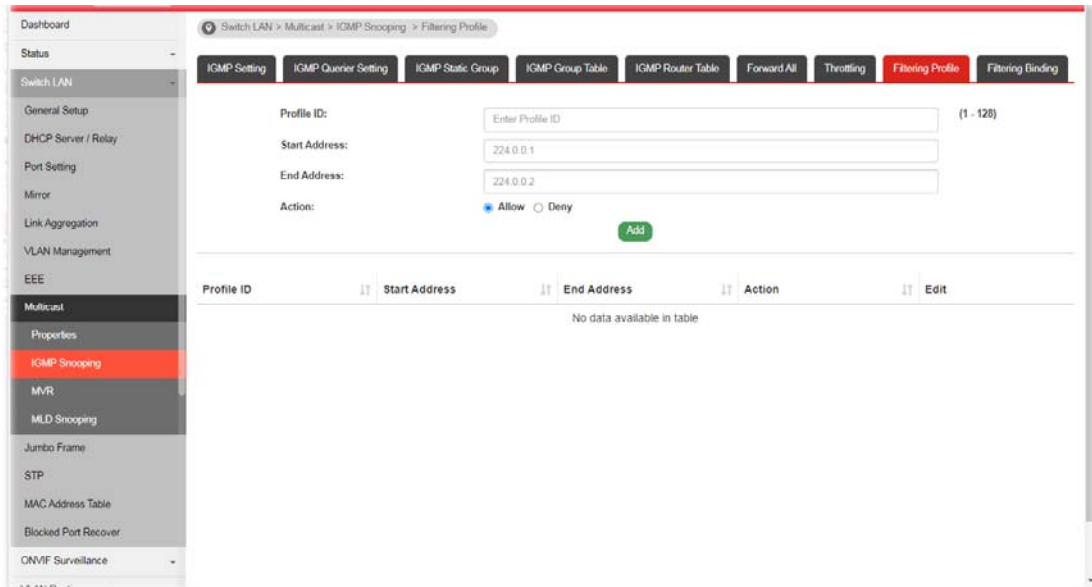 Dashboard
Switch LAN > Multicast > IGMP Snooping > Filtering Profile
Status
IGMP Setting
IGMP Querier Setting
IGMP Static Group
IGMP Group Table
IGMP Router Table
Forward All
Throttling
Filtering Profile
Filtering Binding
Switch LAN
General Setup
DHCP Server / Relay
Port Setting
Mirror
Link Aggregation
VLAN Management
EEE
Multicast
Properties
IGMP Snooping
MVR
MLD Snooping
Jumbo Frame
STP
MAC Address Table
Blocked Port Recover
ONVIF Surveillance
Profile ID:
Enter Profile ID
(1 - 128)
Start Address:
224.0.0.1
End Address:
224.0.0.2
Action:
Allow
Deny
Add
Profile ID
Start Address
End Address
Action
Edit
No data available in table